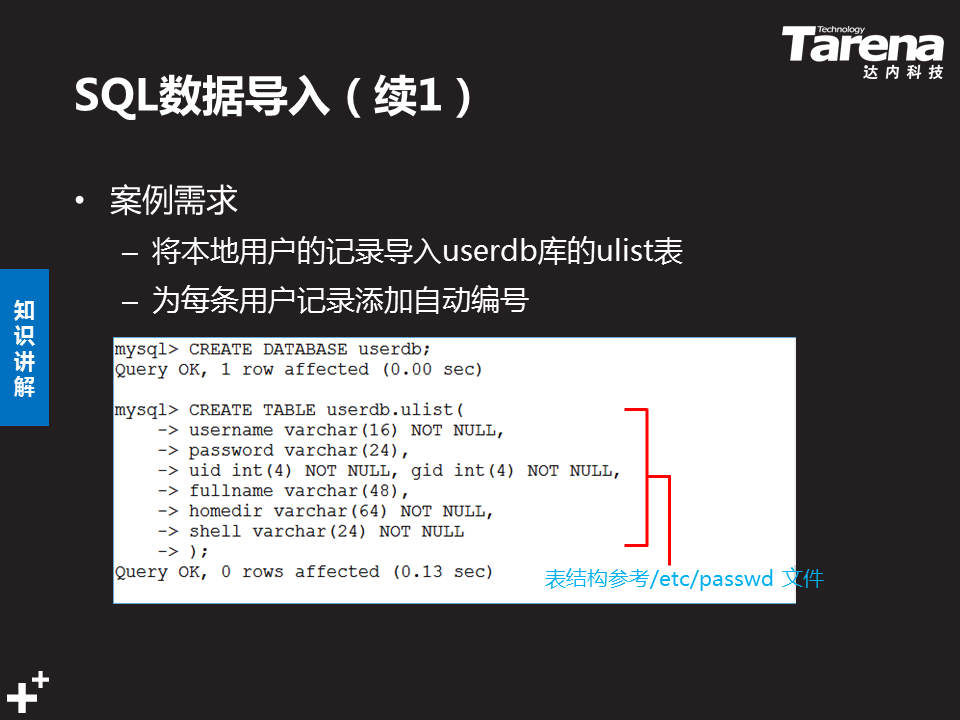 Technology
Tarena
达内科技
SQL数据导入（续1）
• 案例需求
– 将本地用户的记录导入userdb库的ulist表
– 为每条用户记录添加自动编号
知识讲解
mysql> CREATE DATABASE userdb;
Query OK, 1 row affected (0.00 sec)
mysql> CREATE TABLE userdb.ulist(
-> username varchar(16) NOT NULL,
-> password varchar(24),
-> uid int(4) NOT NULL, gid int(4) NOT NULL,
-> fullname varchar(48),
-> homedir varchar(64) NOT NULL,
-> shell varchar(24) NOT NULL
-> );
Query OK, 0 rows affected (0.13 sec)
表结构参考/etc/passwd 文件